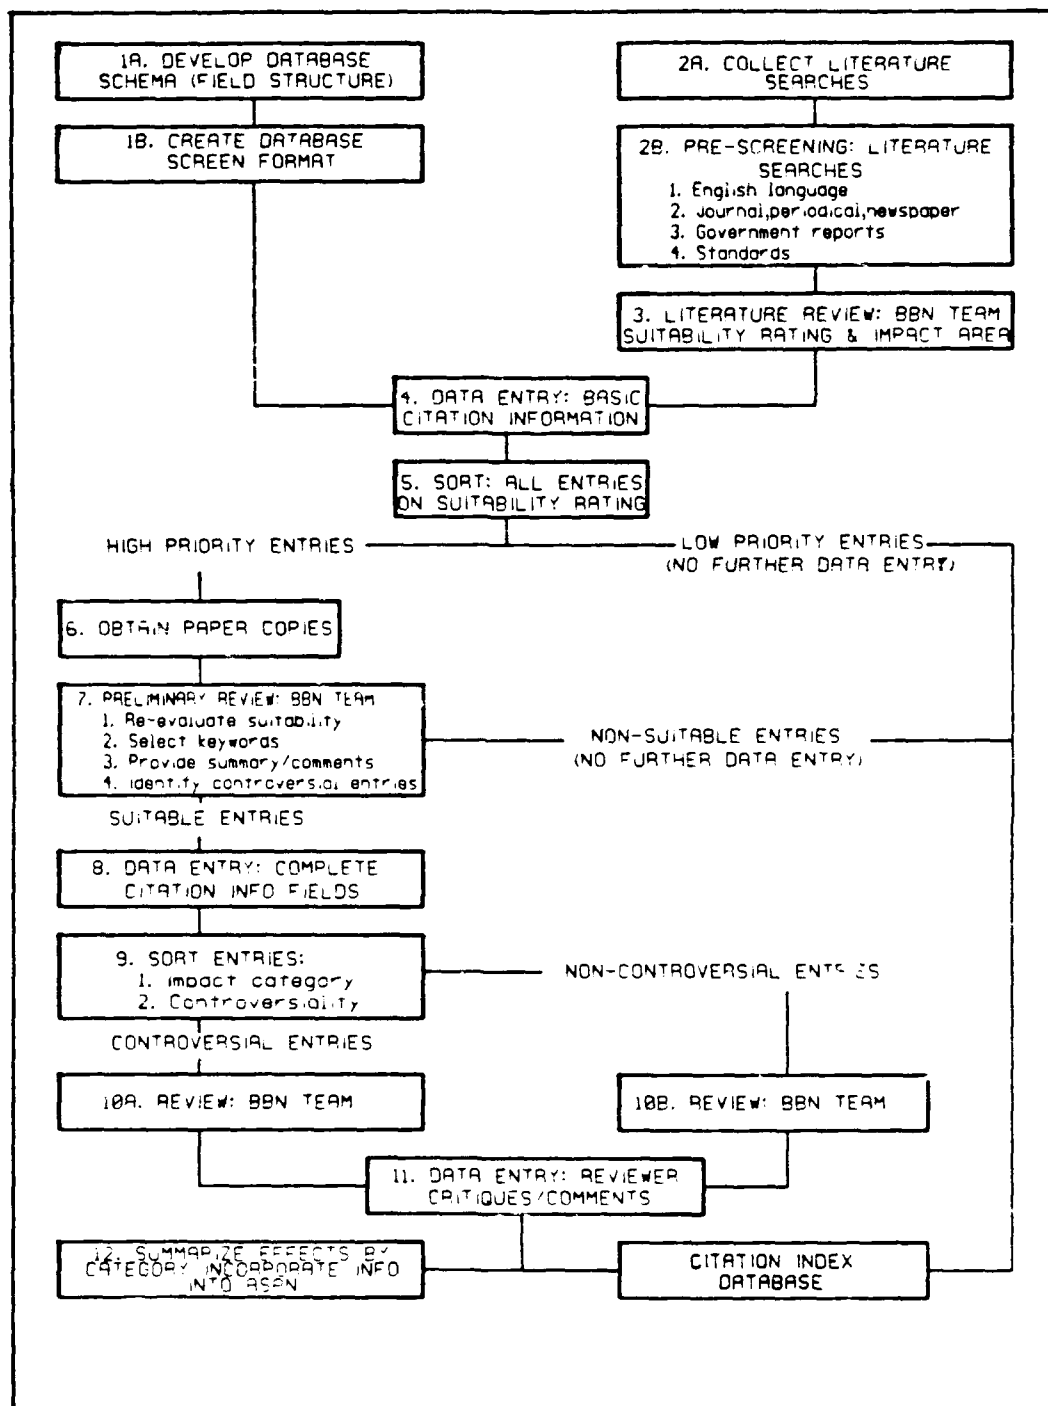 1A. DEVELOP DATABASE
SCHEMA (FIELD STRUCTURE)
1B. CREATE DATABASE
SCREEN FORMAT
2A. COLLECT LITERATURE
SEARCHES
2B. PRE-SCREENING: LITERATURE
SEARCHES
1. English language
2. Journal,periodical,newspaper
3. Government reports
4. Standards
3. LITERATURE REVIEW: BBN TEAM
SUITABILITY RATING & IMPACT AREA
4. DATA ENTRY: BASIC
CITATION INFORMATION
5. SORT: ALL ENTRIES
ON SUITABILITY RATING
HIGH PRIORITY ENTRIES
LOW PRIORITY ENTRIES
(NO FURTHER DATA ENTRY)
6. OBTAIN PAPER COPIES
7. PRELIMINARY REVIEW: BBN TEAM
1. Re-evaluate suitability
2. Select keywords
3. Provide summary/comments
4. Identify controversial entries
NON-SUITABLE ENTRIES
(NO FURTHER DATA ENTRY)
SUITABLE ENTRIES
8. DATA ENTRY: COMPLETE
CITATION INFO FIELDS
9. SORT ENTRIES:
1. Impact category
2. Controversiality
NON-CONTROVERSIAL ENTRIES
CONTROVERSIAL ENTRIES
10A. REVIEW: BBN TEAM
10B. REVIEW: BBN TEAM
11. DATA ENTRY: REVIEWER
CRITIQUES/COMMENTS
12. SUMMARIZE EFFECTS BY
CATEGORY INCORPORATE INFO
INTO ASAN
CITATION INDEX
DATABASE